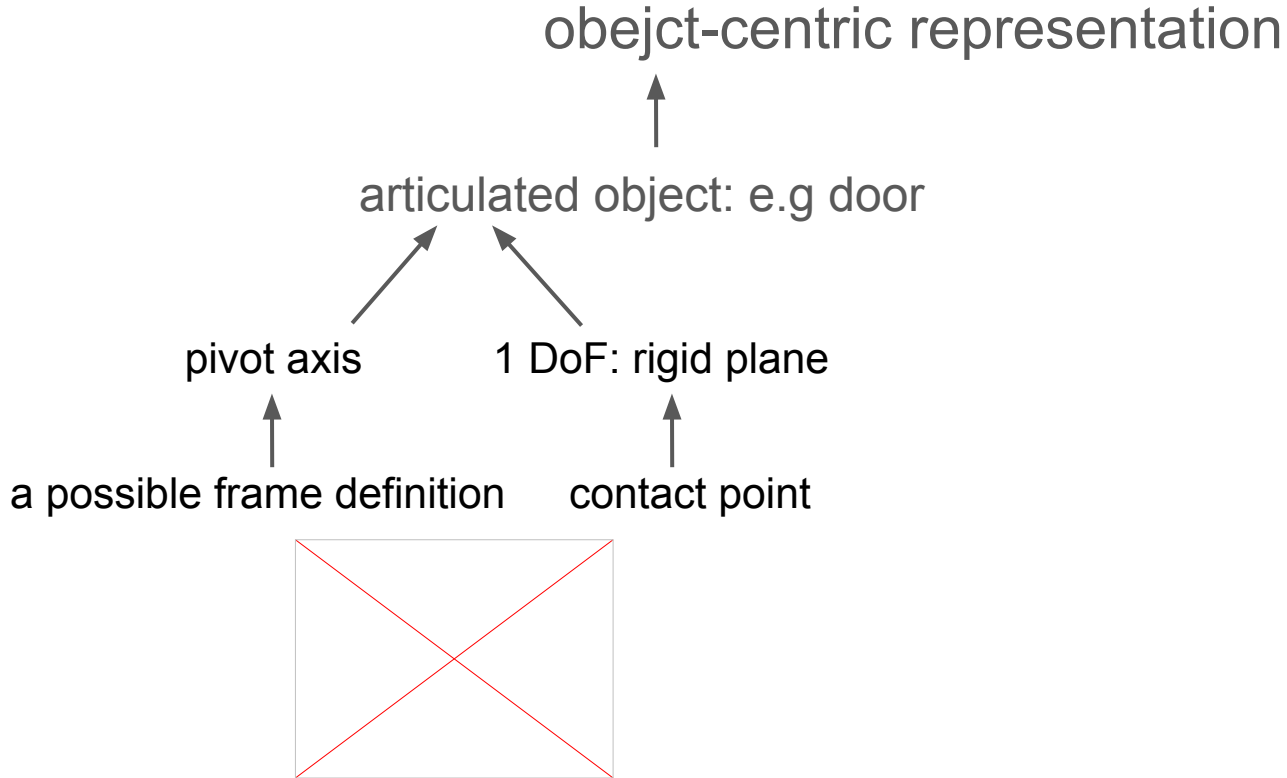 obejct-centric representation
articulated object: e.g door
pivot axis
1 DoF: rigid plane
a possible frame definition
contact point